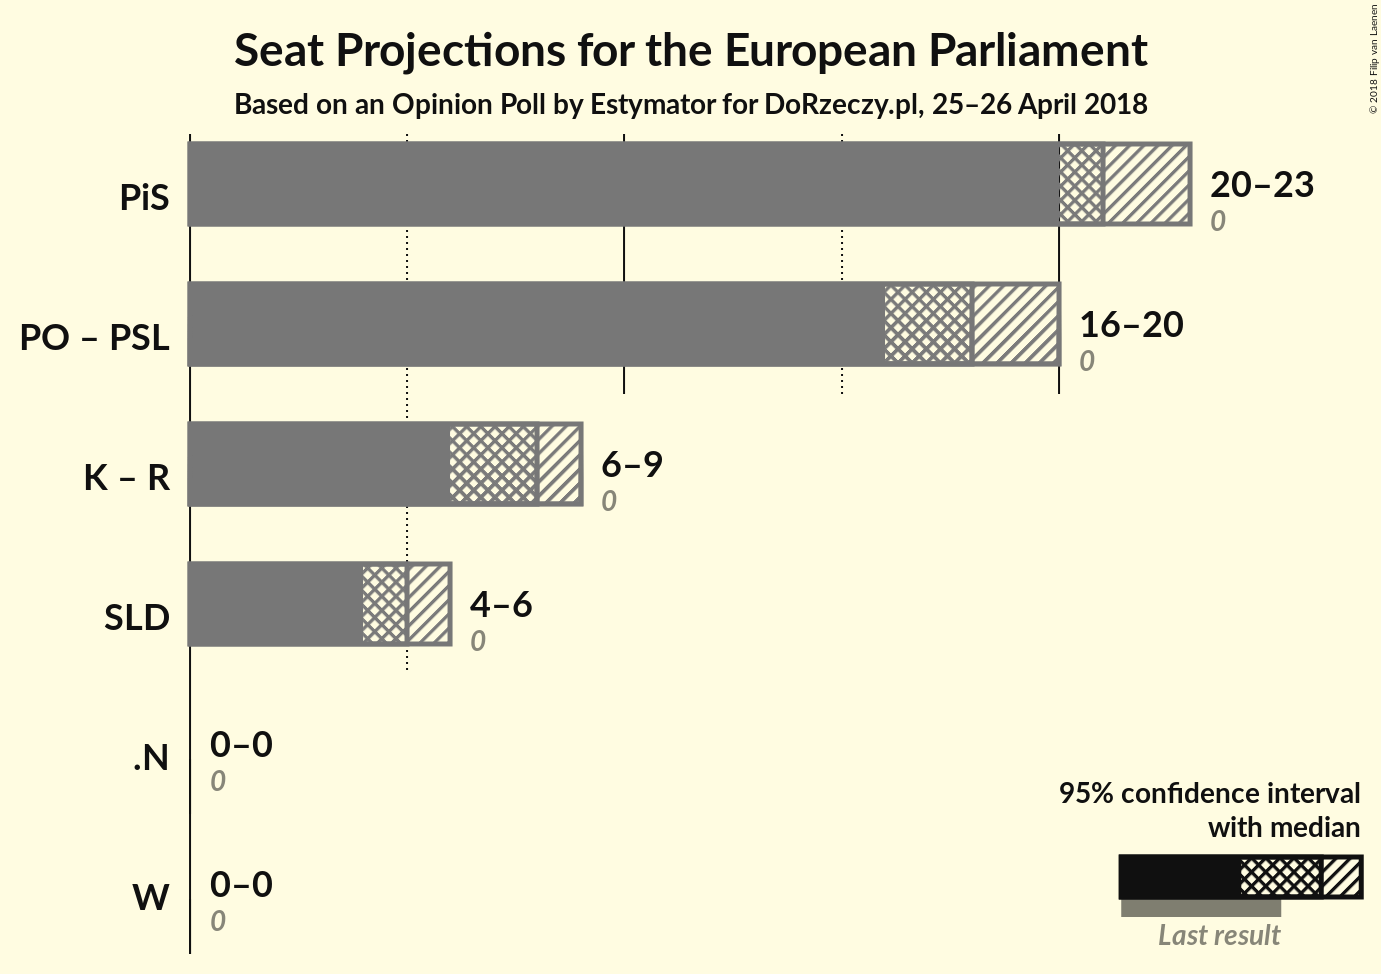 Seat Projections for the European Parliament
Based on an Opinion Poll by Estymator for DoRzeczy.pl, 25–26 April 2018
© 2018 Filip van Laenen
PiS
20–23
0
PO – PSL
16–20
0
K – R
6–9
0
SLD
4–6
0
.N
0–0
0
W
0–0
0
95% confidence interval
with median
Last result